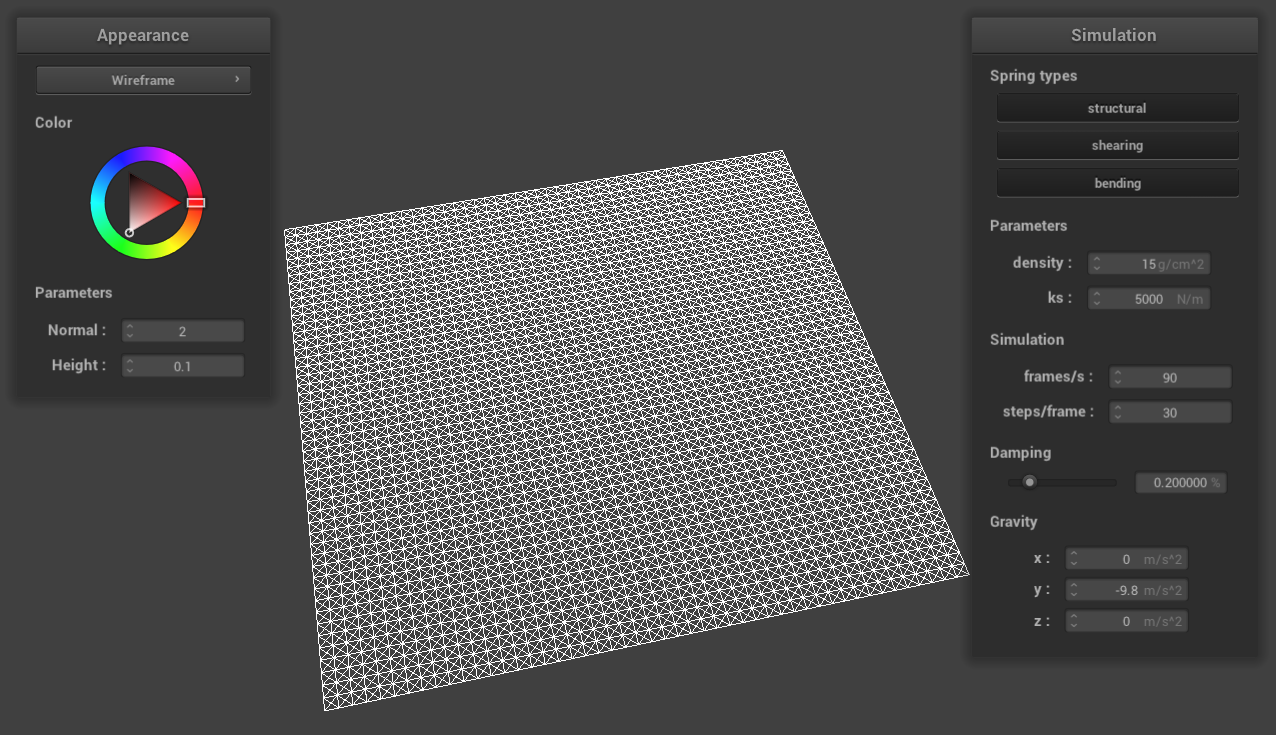 Appearance
Wireframe
Color
Parameters
Normal : 2
Height : 0.1
Simulation
Spring types
structural
shearing
bending
Parameters
density : 15 g/cm^2
ks : 5000 N/m
Simulation
frames/s : 90
steps/frame : 30
Damping
0.200000 %
Gravity
x : 0 m/s^2
y : -9.8 m/s^2
z : 0 m/s^2